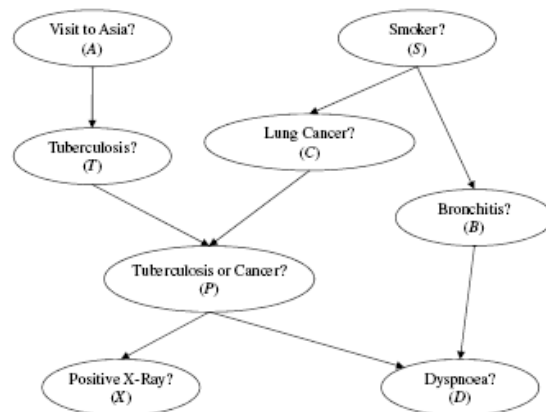 Visit to Asia?
(A)
Smoker?
(S)
Tuberculosis?
(T)
Lung Cancer?
(C)
Bronchitis?
(B)
Tuberculosis or Cancer?
(P)
Positive X-Ray?
(X)
Dyspnoea?
(D)